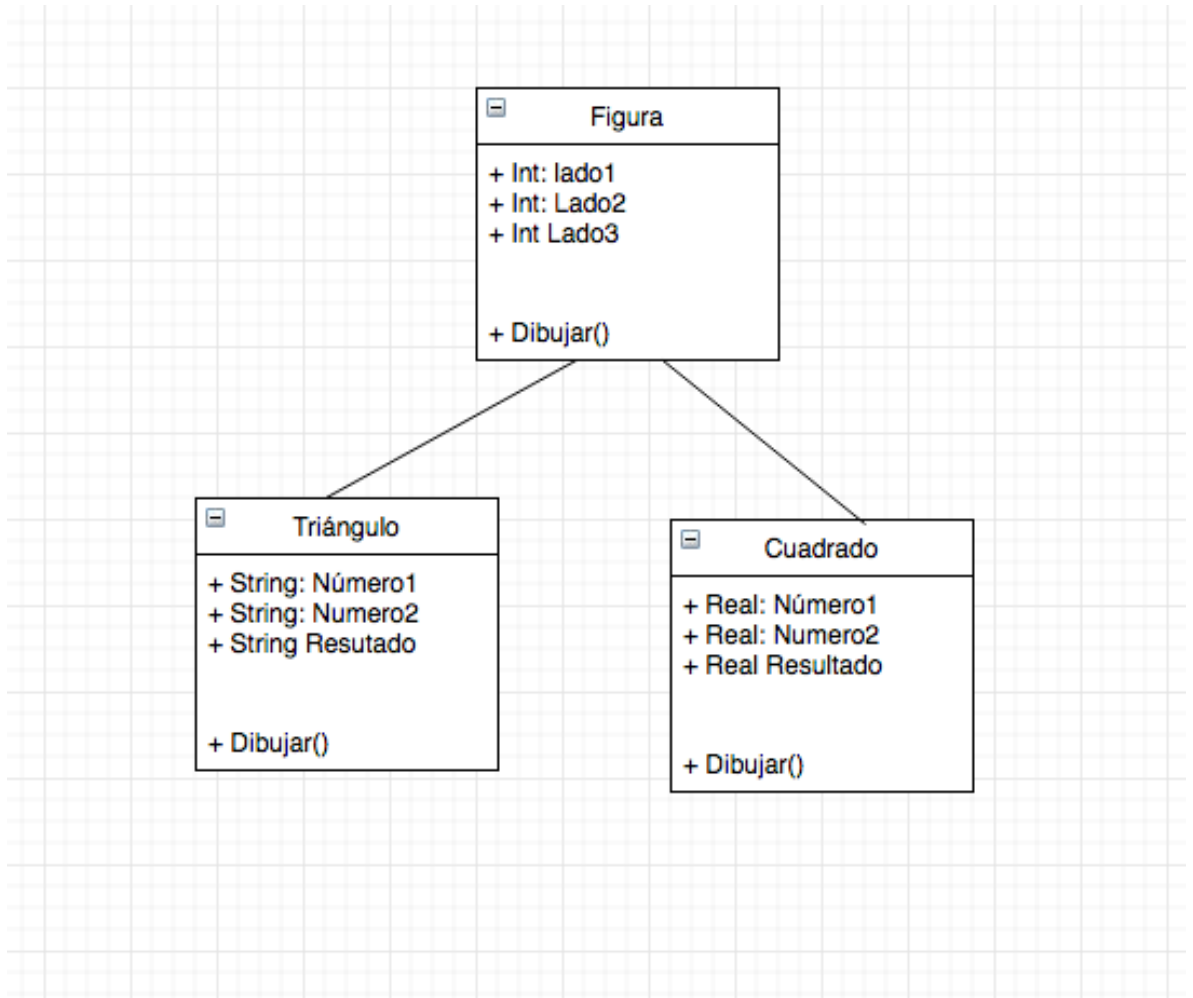 Figura
+ Int: lado1
+ Int: Lado2
+ Int Lado3
+ Dibujar()
Triángulo
+ String: Número1
+ String: Numero2
+ String Resutado
+ Dibujar()
Cuadrado
+ Real: Número1
+ Real: Numero2
+ Real Resultado
+ Dibujar()